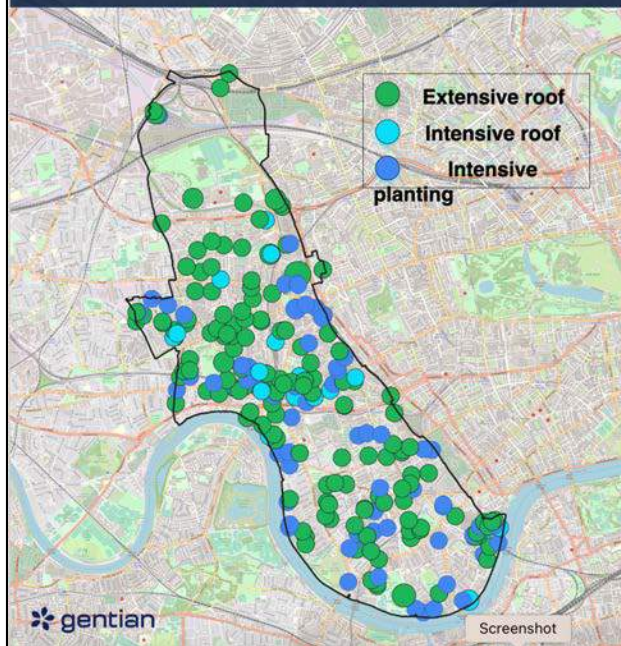 Extensive roof
Intensive roof
Intensive
planting
gentian
Screenshot